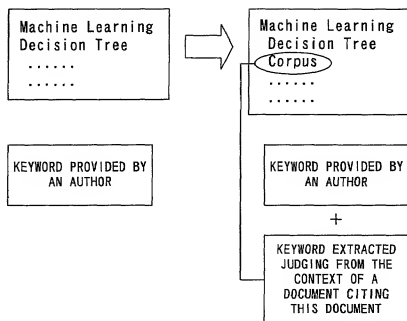 Machine Learning
Decision Tree
......
......
KEYWORD PROVIDED BY
AN AUTHOR
Machine Learning
Decision Tree
Corpus
......
......
KEYWORD PROVIDED BY
AN AUTHOR
+
KEYWORD EXTRACTED
JUDGING FROM THE
CONTEXT OF A
DOCUMENT CITING
THIS DOCUMENT